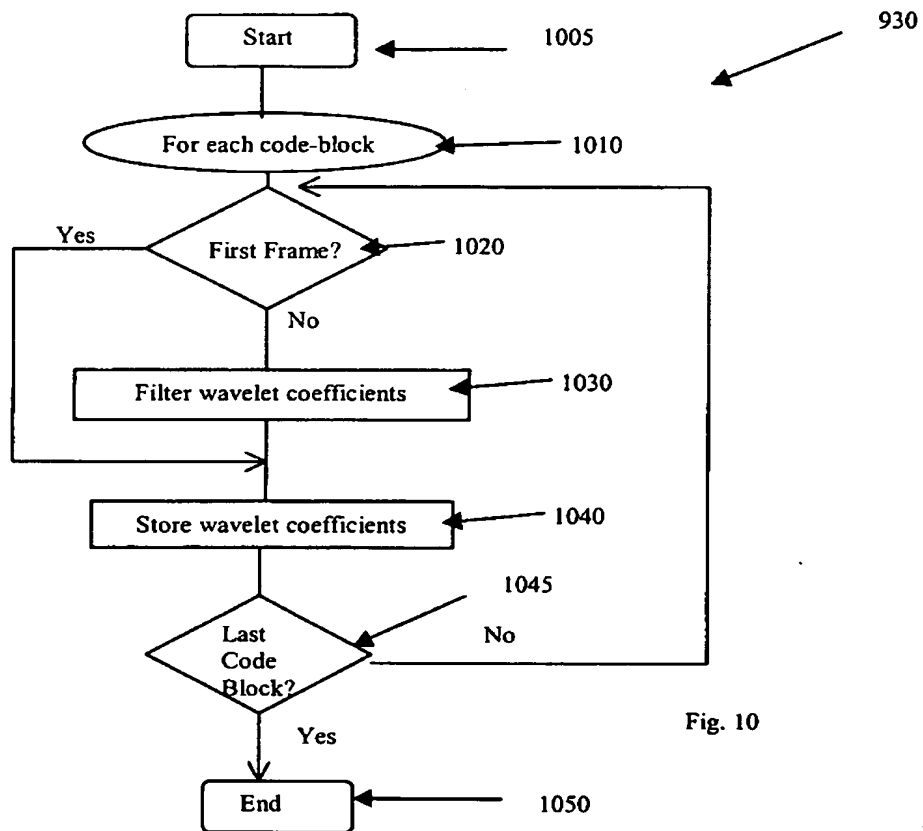 930
Start
1005
For each code-block
1010
Yes
First Frame?
1020
No
Filter wavelet coefficients
1030
Store wavelet coefficients
1040
1045
Last
Code
Block?
No
Yes
Fig. 10
End
1050